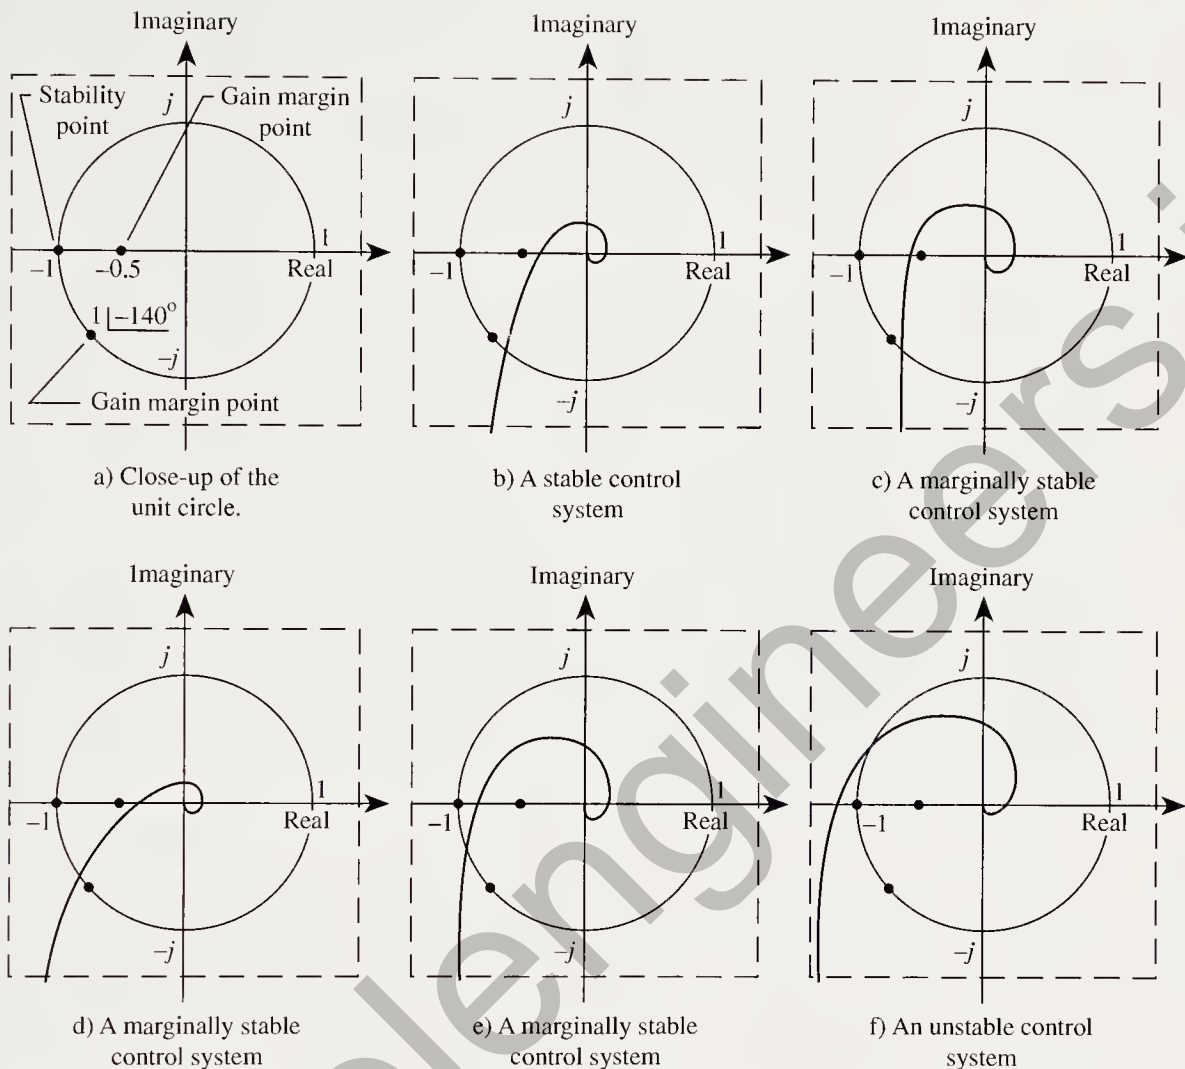 Imaginary
Stability point
j
Gain margin point
1
−1
−0.5
Real
1 |−140°
−j
Gain margin point
a) Close-up of the
unit circle.
Imaginary
j
1
−1
Real
−j
b) A stable control
system
Imaginary
j
1
−1
Real
−j
c) A marginally stable
control system
Imaginary
j
1
−1
Real
−j
d) A marginally stable
control system
Imaginary
j
1
−1
Real
−j
e) A marginally stable
control system
Imaginary
j
1
−1
Real
−j
f) An unstable control
system